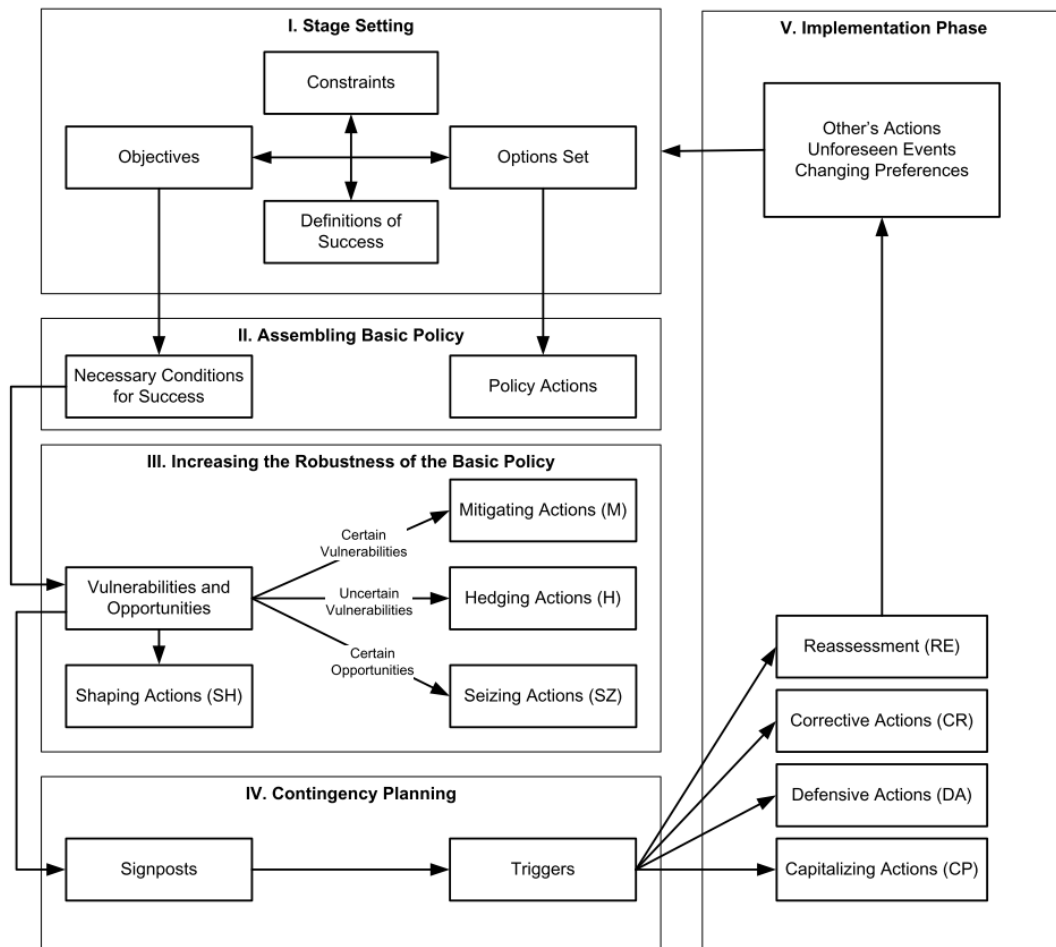 I. Stage Setting
Constraints
Objectives
Options Set
Definitions of
Success
II. Assembling Basic Policy
Necessary Conditions
for Success
Policy Actions
III. Increasing the Robustness of the Basic Policy
Mitigating Actions (M)
Certain
Vulnerabilities
Vulnerabilities and
Opportunities
Uncertain
Vulnerabilities
Hedging Actions (H)
Certain
Opportunities
Shaping Actions (SH)
Seizing Actions (SZ)
IV. Contingency Planning
Signposts
Triggers
V. Implementation Phase
Other's Actions
Unforeseen Events
Changing Preferences
Reassessment (RE)
Corrective Actions (CR)
Defensive Actions (DA)
Capitalizing Actions (CP)